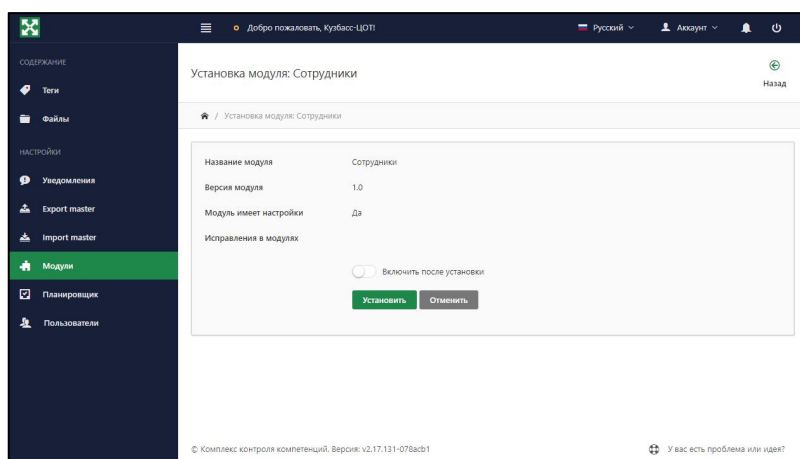 Добро пожаловать, Кузбасс-ЦОТ!
Русский
Аккаунт
СОДЕРЖАНИЕ
Теги
Файлы
НАСТРОЙКИ
Уведомления
Export master
Import master
Модули
Планировщик
Пользователи
Установка модуля: Сотрудники
Назад
/ Установка модуля: Сотрудники
Название модуля Сотрудники
Версия модуля 1.0
Модуль имеет настройки Да
Исправления в модулях
Включить после установки
Установить Отменить
© Комплекс контроля компетенций. Версия: v2.17.131-078acb1
У вас есть проблема или идея?